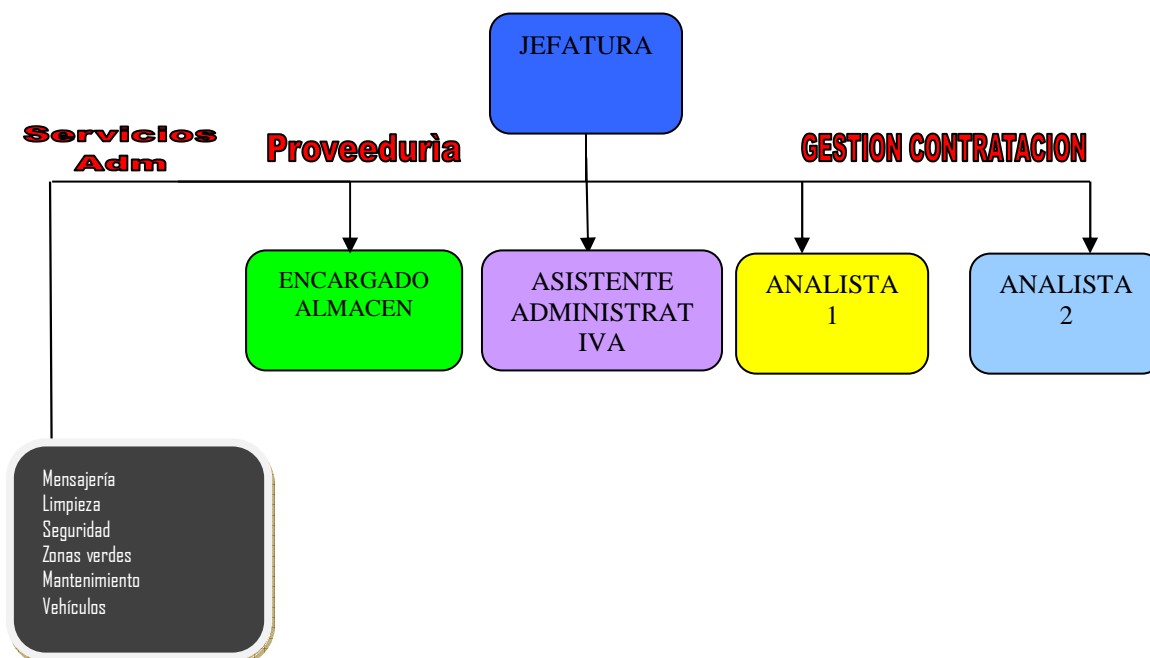 JEFATURA
Servicios
Adm
Proveedurìa
GESTION CONTRATACION
ENCARGADO
ALMACEN
ASISTENTE
ADMINISTRAT
IVA
ANALISTA
1
ANALISTA
2
Mensajería
Limpieza
Seguridad
Zonas verdes
Mantenimiento
Vehículos